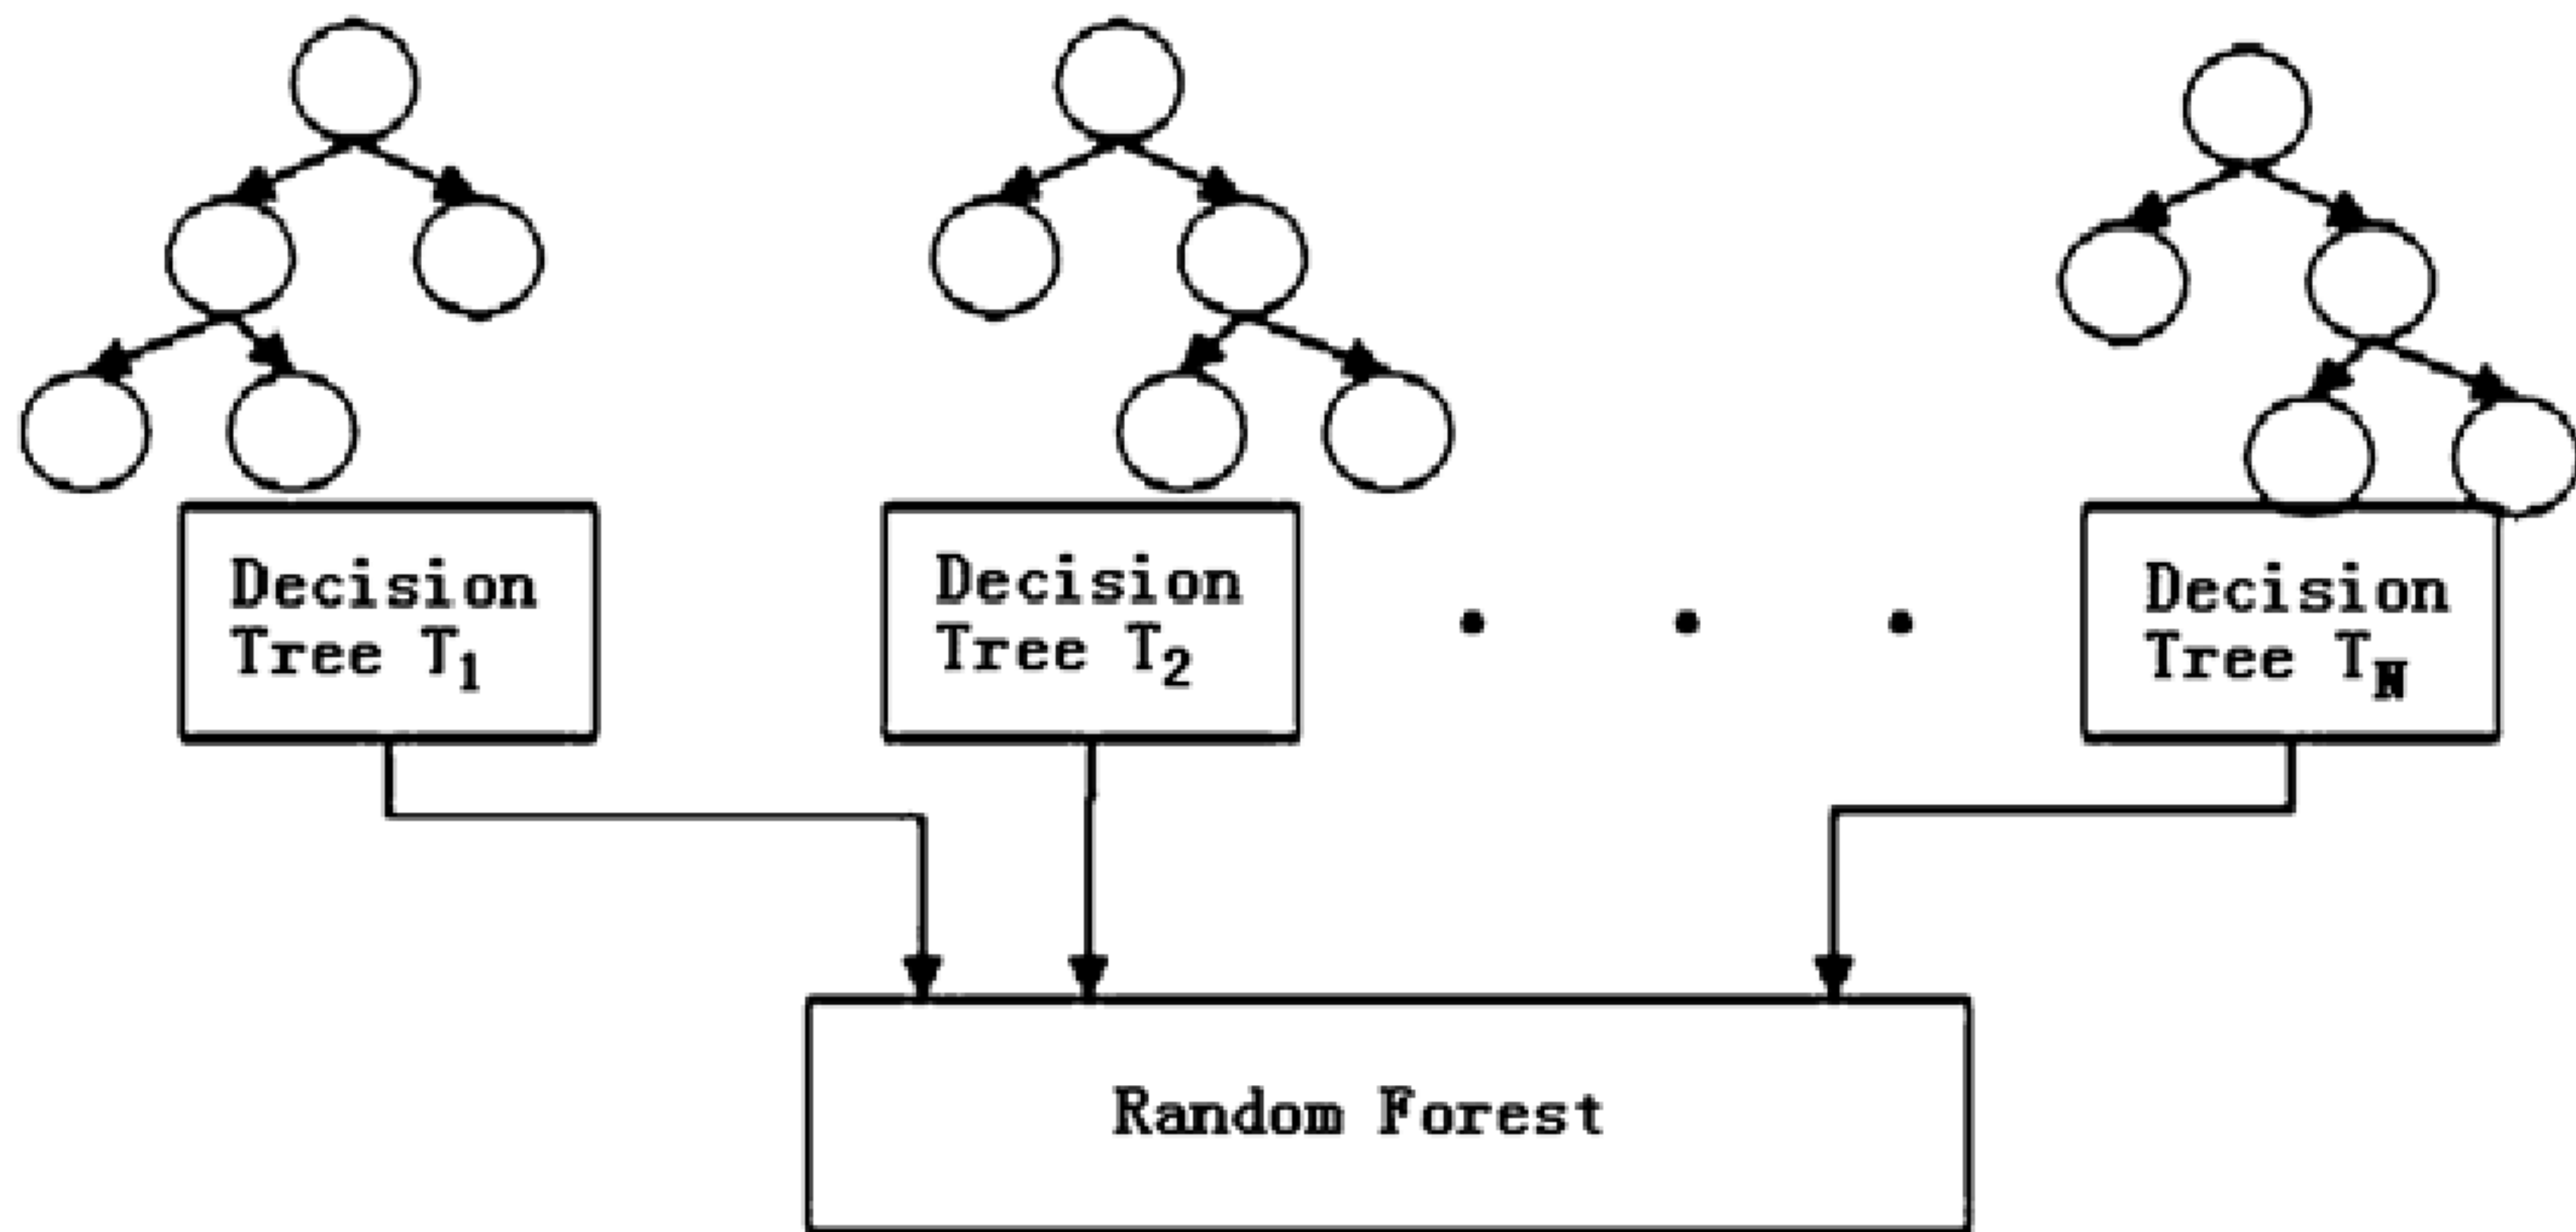 Decision
Tree T1
Decision
Tree T2
Decision
Tree TN
Random Forest